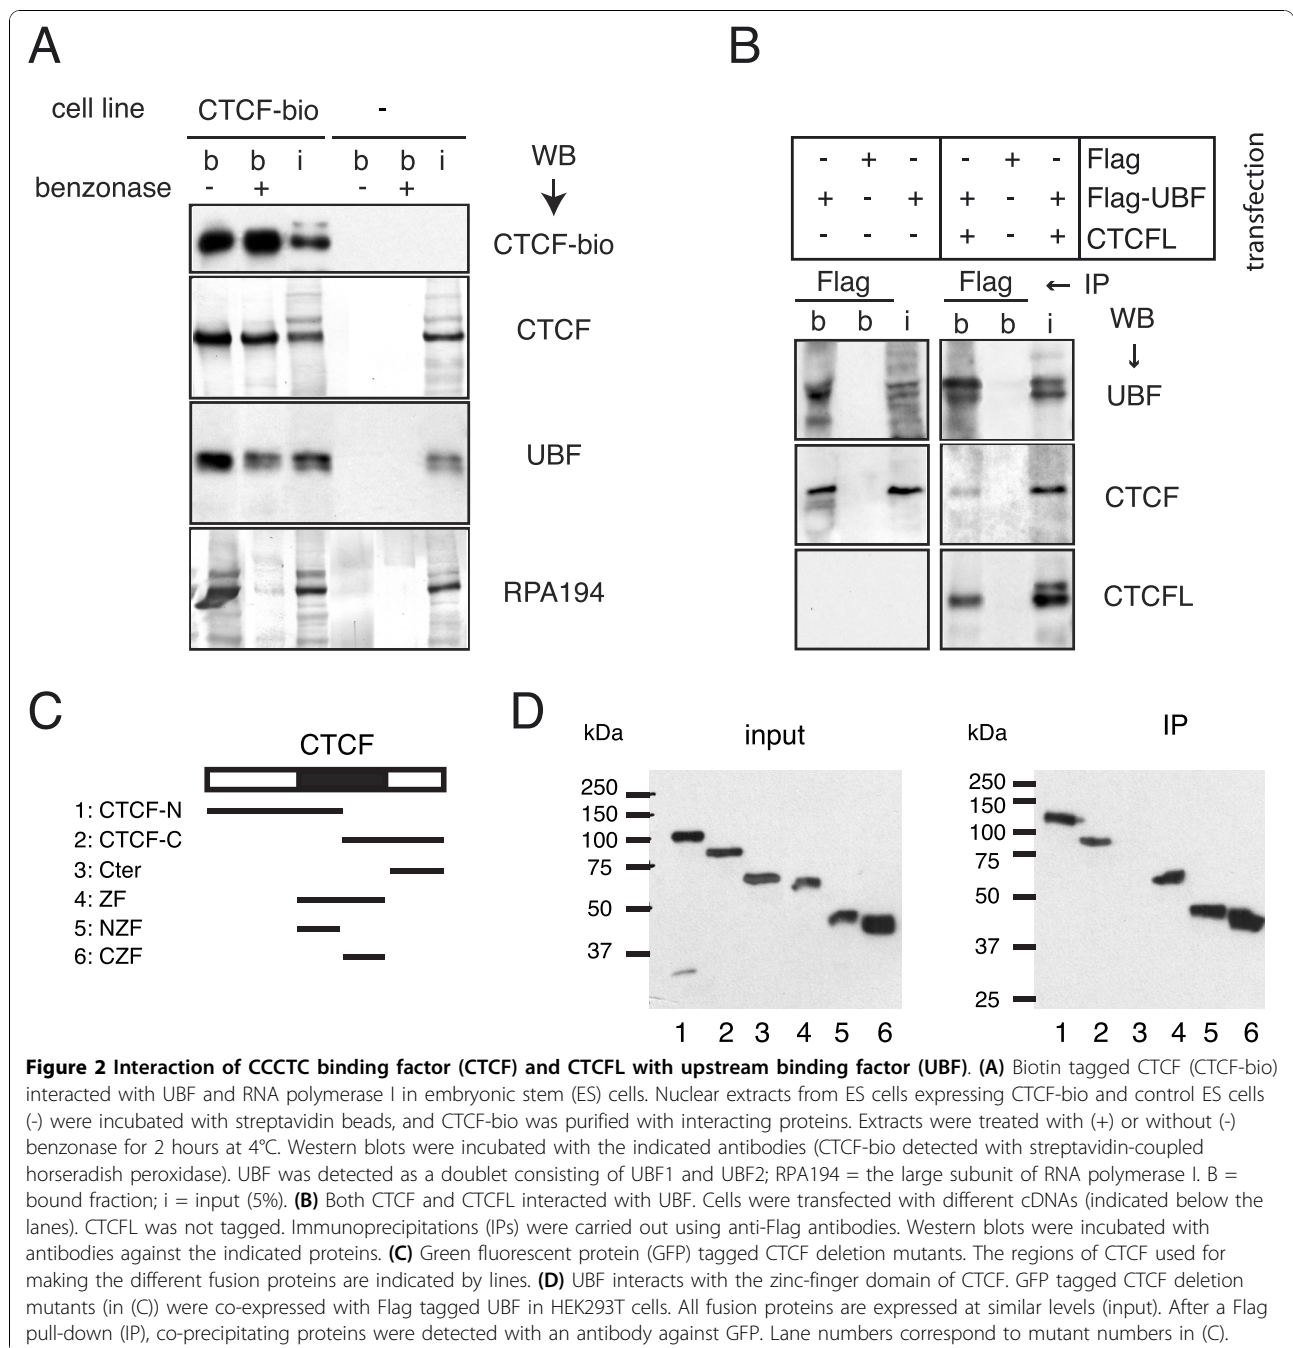 A
cell line CTCF-bio -
b b i b b i
benzonase - + - +
WB
CTCF-bio
CTCF
UBF
RPA194
B
- + - - + - Flag
+ - + + - + Flag-UBF
- - - + - + CTCFL
transfection
Flag Flag ← IP
b b i b b i WB
UBF
CTCF
CTCFL
C
CTCF
1: CTCF-N
2: CTCF-C
3: Cter
4: ZF
5: NZF
6: CZF
D
kDa input
250
150
100
75
50
37
1 2 3 4 5 6
kDa IP
250
150
100
75
50
37
25
1 2 3 4 5 6
Figure 2 Interaction of CCCTC binding factor (CTCF) and CTCFL with upstream binding factor (UBF). (A) Biotin tagged CTCF (CTCF-bio)
interacted with UBF and RNA polymerase I in embryonic stem (ES) cells. Nuclear extracts from ES cells expressing CTCF-bio and control ES cells
(-) were incubated with streptavidin beads, and CTCF-bio was purified with interacting proteins. Extracts were treated with (+) or without (-)
benzonase for 2 hours at 4°C. Western blots were incubated with the indicated antibodies (CTCF-bio detected with streptavidin-coupled
horseradish peroxidase). UBF was detected as a doublet consisting of UBF1 and UBF2; RPA194 = the large subunit of RNA polymerase I. B =
bound fraction; i = input (5%). (B) Both CTCF and CTCFL interacted with UBF. Cells were transfected with different cDNAs (indicated below the
lanes). CTCFL was not tagged. Immunoprecipitations (IPs) were carried out using anti-Flag antibodies. Western blots were incubated with
antibodies against the indicated proteins. (C) Green fluorescent protein (GFP) tagged CTCF deletion mutants. The regions of CTCF used for
making the different fusion proteins are indicated by lines. (D) UBF interacts with the zinc-finger domain of CTCF. GFP tagged CTCF deletion
mutants (in (C)) were co-expressed with Flag tagged UBF in HEK293T cells. All fusion proteins are expressed at similar levels (input). After a Flag
pull-down (IP), co-precipitating proteins were detected with an antibody against GFP. Lane numbers correspond to mutant numbers in (C).